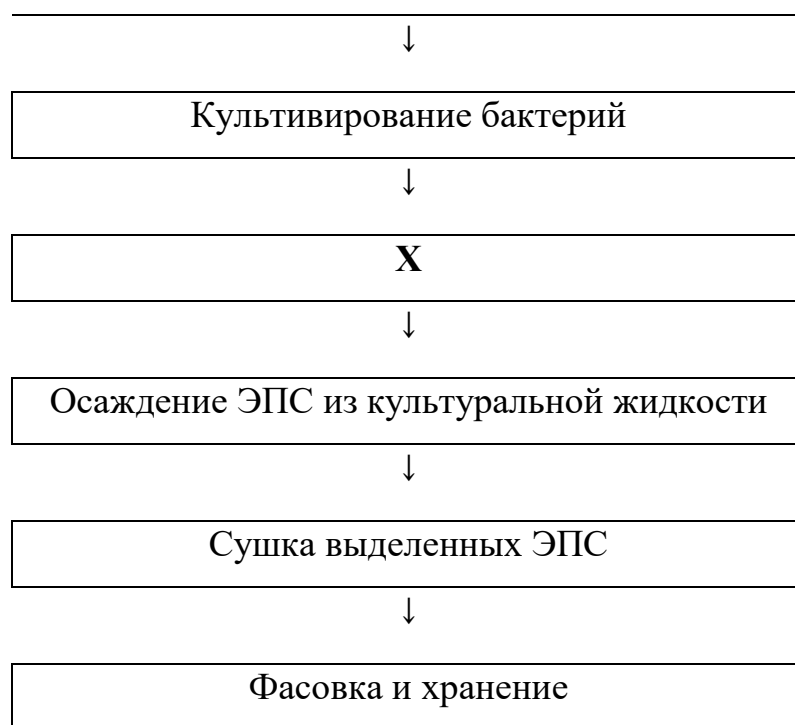 ↓
Культивирование бактерий
↓
X
↓
Осаждение ЭПС из культуральной жидкости
↓
Сушка выделенных ЭПС
↓
Фасовка и хранение